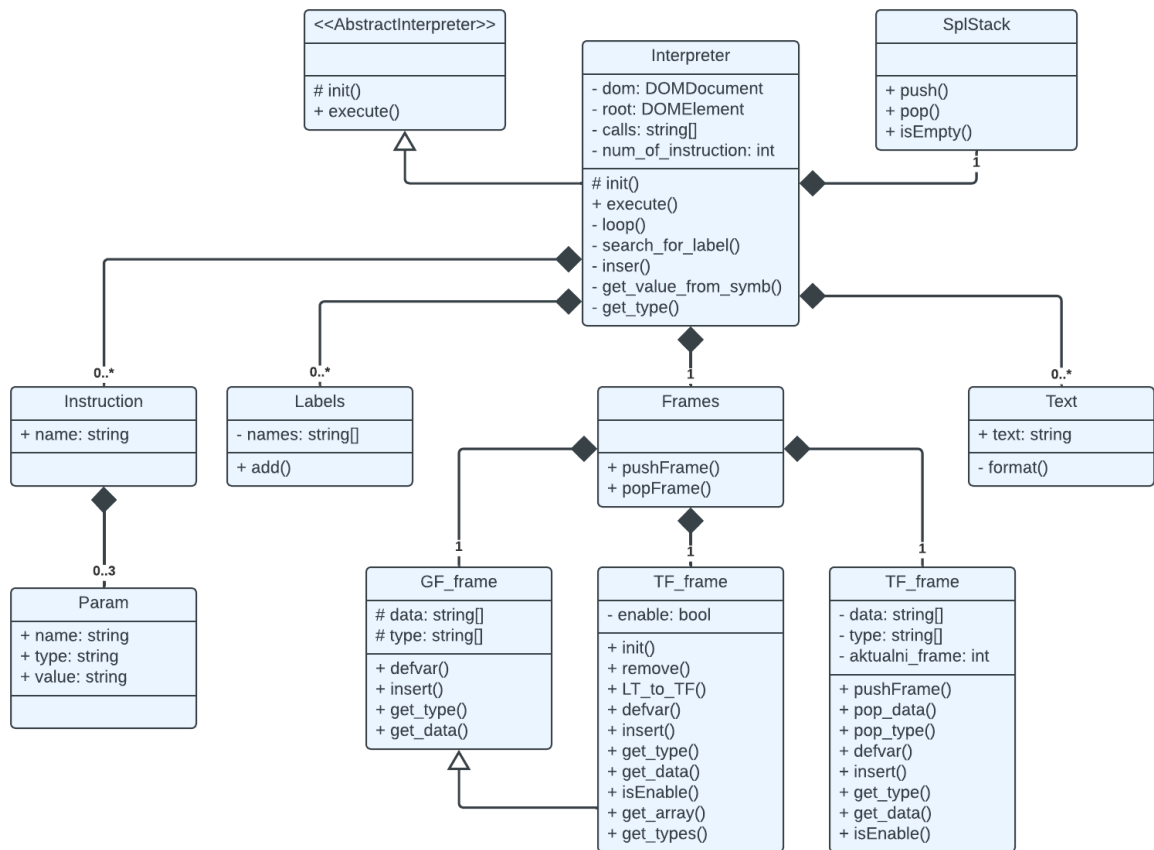 <<AbstractInterpreter>>
# init()
+ execute()
Interpreter
- dom: DOMDocument
- root: DOMElement
- calls: string[]
- num_of_instruction: int
# init()
+ execute()
- loop()
- search_for_label()
- inser()
- get_value_from_symb()
- get_type()
SplStack
+ push()
+ pop()
+ isEmpty()
1
0..*
0..*
1
0..*
Instruction
+ name: string
Labels
- names: string[]
+ add()
Frames
+ pushFrame()
+ popFrame()
Text
+ text: string
- format()
0..3
1
1
1
Param
+ name: string
+ type: string
+ value: string
GF_frame
# data: string[]
# type: string[]
+ defvar()
+ insert()
+ get_type()
+ get_data()
TF_frame
- enable: bool
+ init()
+ remove()
+ LT_to_TF()
+ defvar()
+ insert()
+ get_type()
+ get_data()
+ isEnable()
+ get_array()
+ get_types()
TF_frame
- data: string[]
- type: string[]
- aktualni_frame: int
+ pushFrame()
+ pop_data()
+ pop_type()
+ defvar()
+ insert()
+ get_type()
+ get_data()
+ isEnable()